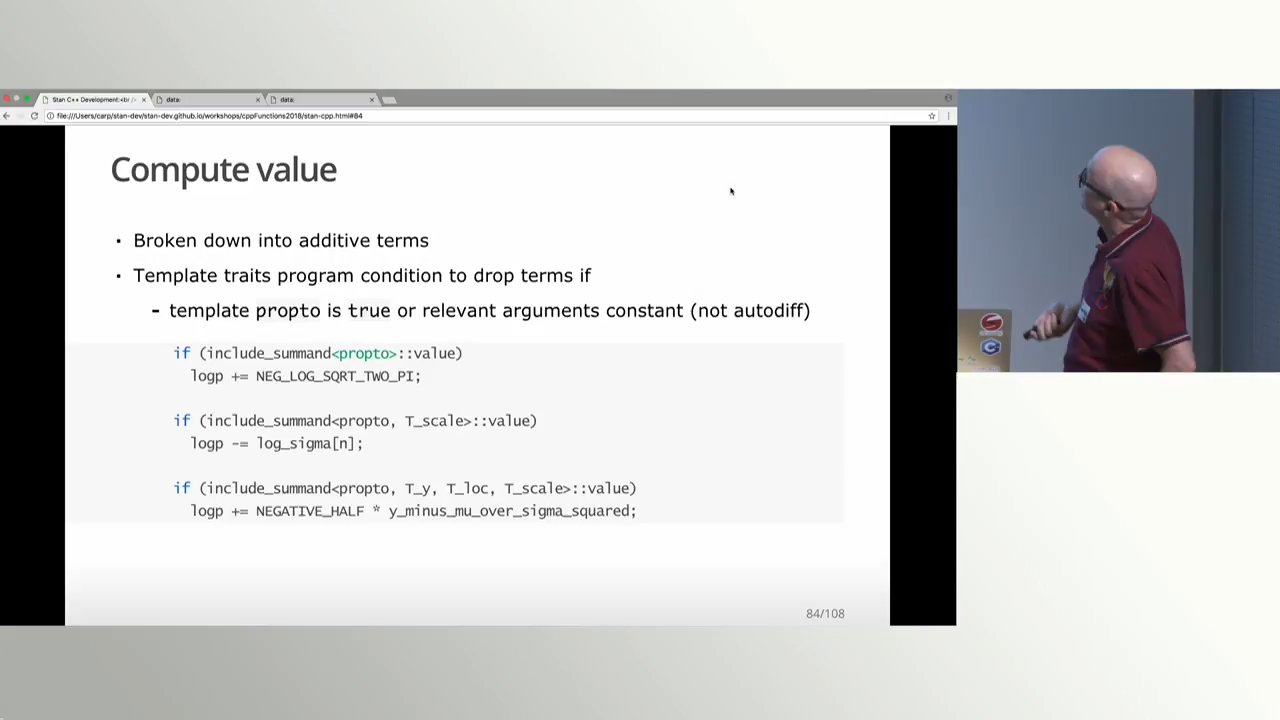 Stan C++ Development:<br /> data: data:
file:///Users/carp/stan-dev/stan-dev.github.io/workshops/cppFunctions2018/stan-cpp.html#84
Compute value
· Broken down into additive terms
· Template traits program condition to drop terms if
- template propto is true or relevant arguments constant (not autodiff)
if (include_summand<propto>::value)
logp += NEG_LOG_SQRT_TWO_PI;
if (include_summand<propto, T_scale>::value)
logp -= log_sigma[n];
if (include_summand<propto, T_y, T_loc, T_scale>::value)
logp += NEGATIVE_HALF * y_minus_mu_over_sigma_squared;
84/108